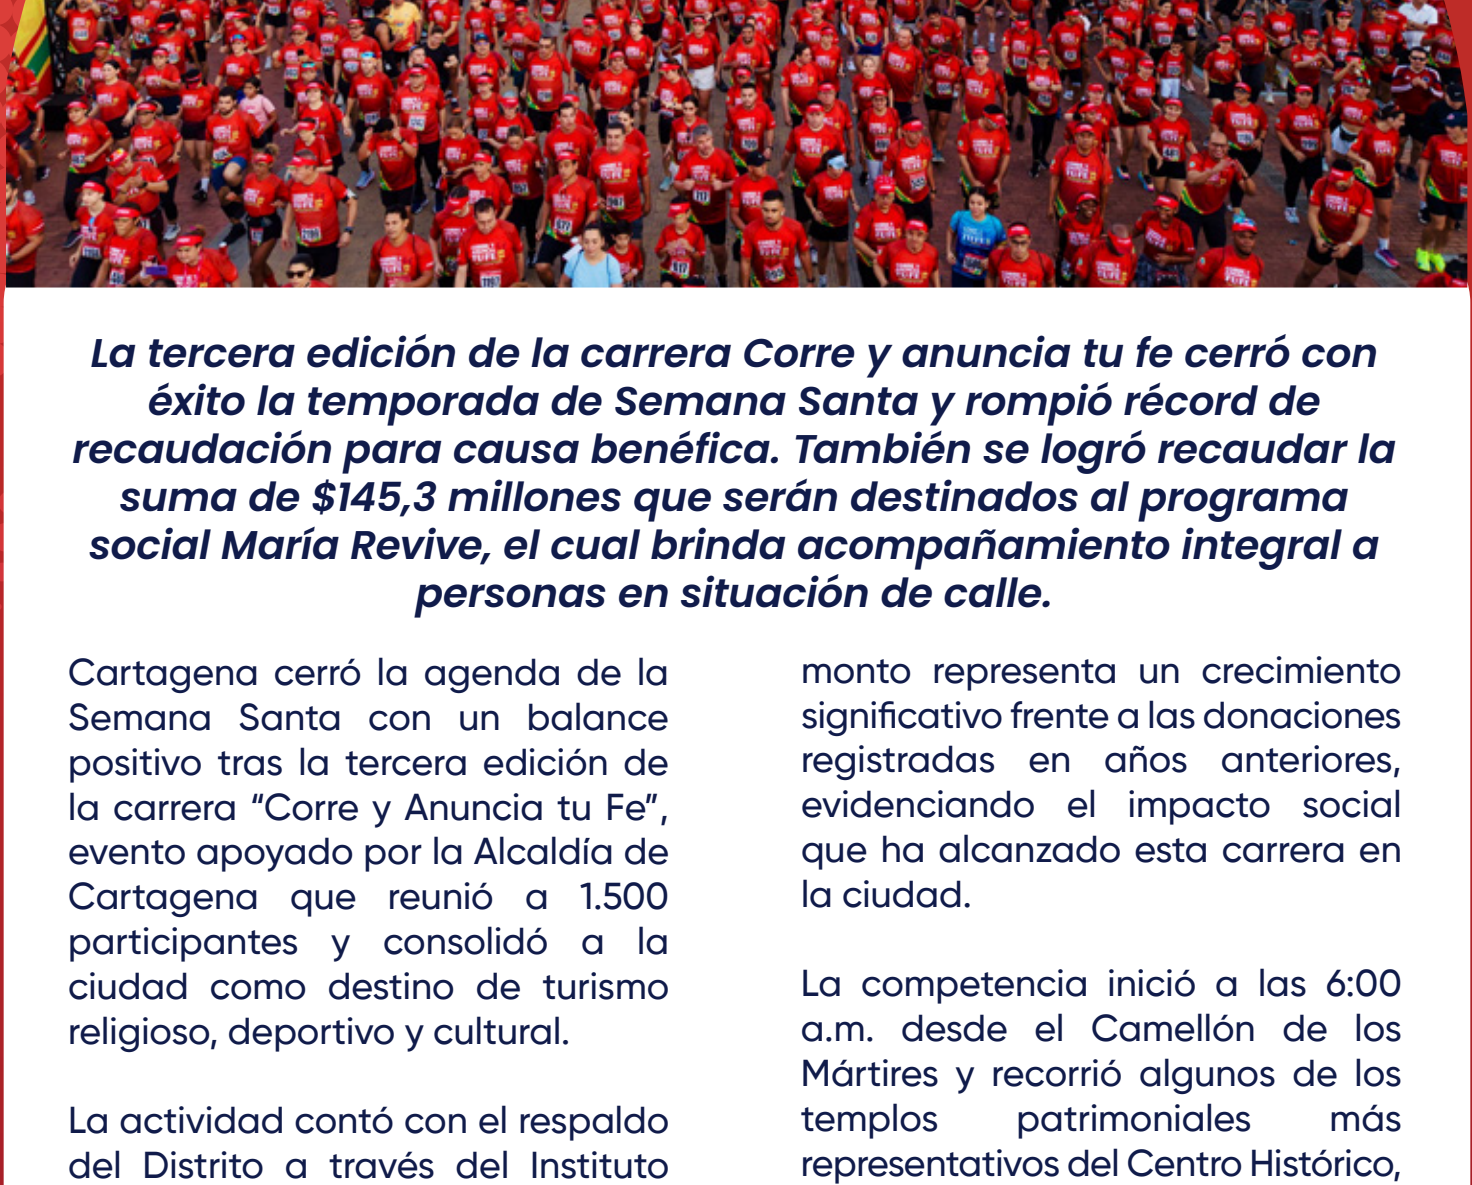 La tercera edición de la carrera Corre y anuncia tu fe cerró con
éxito la temporada de Semana Santa y rompió récord de
recaudación para causa benéfica. También se logró recaudar la
suma de $145,3 millones que serán destinados al programa
social María Revive, el cual brinda acompañamiento integral a
personas en situación de calle.
Cartagena cerró la agenda de la
Semana Santa con un balance
positivo tras la tercera edición de
la carrera “Corre y Anuncia tu Fe”,
evento apoyado por la Alcaldía de
Cartagena que reunió a 1.500
participantes y consolidó a la
ciudad como destino de turismo
religioso, deportivo y cultural.
La actividad contó con el respaldo
del Distrito a través del Instituto
monto representa un crecimiento
significativo frente a las donaciones
registradas en años anteriores,
evidenciando el impacto social
que ha alcanzado esta carrera en
la ciudad.
La competencia inició a las 6:00
a.m. desde el Camellón de los
Mártires y recorrió algunos de los
templos patrimoniales más
representativos del Centro Histórico,